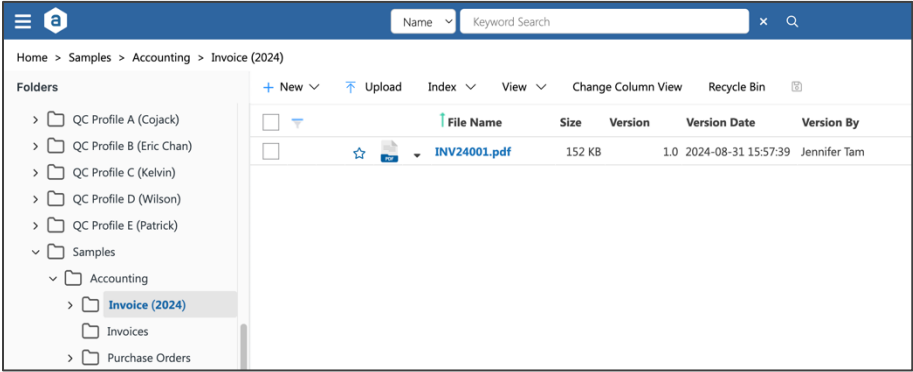 a Name Keyword Search
Home > Samples > Accounting > Invoice (2024)
Folders
+ New Upload Index View Change Column View Recycle Bin
QC Profile A (Cojack)
QC Profile B (Eric Chan)
QC Profile C (Kelvin)
QC Profile D (Wilson)
QC Profile E (Patrick)
Samples
Accounting
Invoice (2024)
Invoices
Purchase Orders
File Name Size Version Version Date Version By
PDF INV24001.pdf 152 KB 1.0 2024-08-31 15:57:39 Jennifer Tam